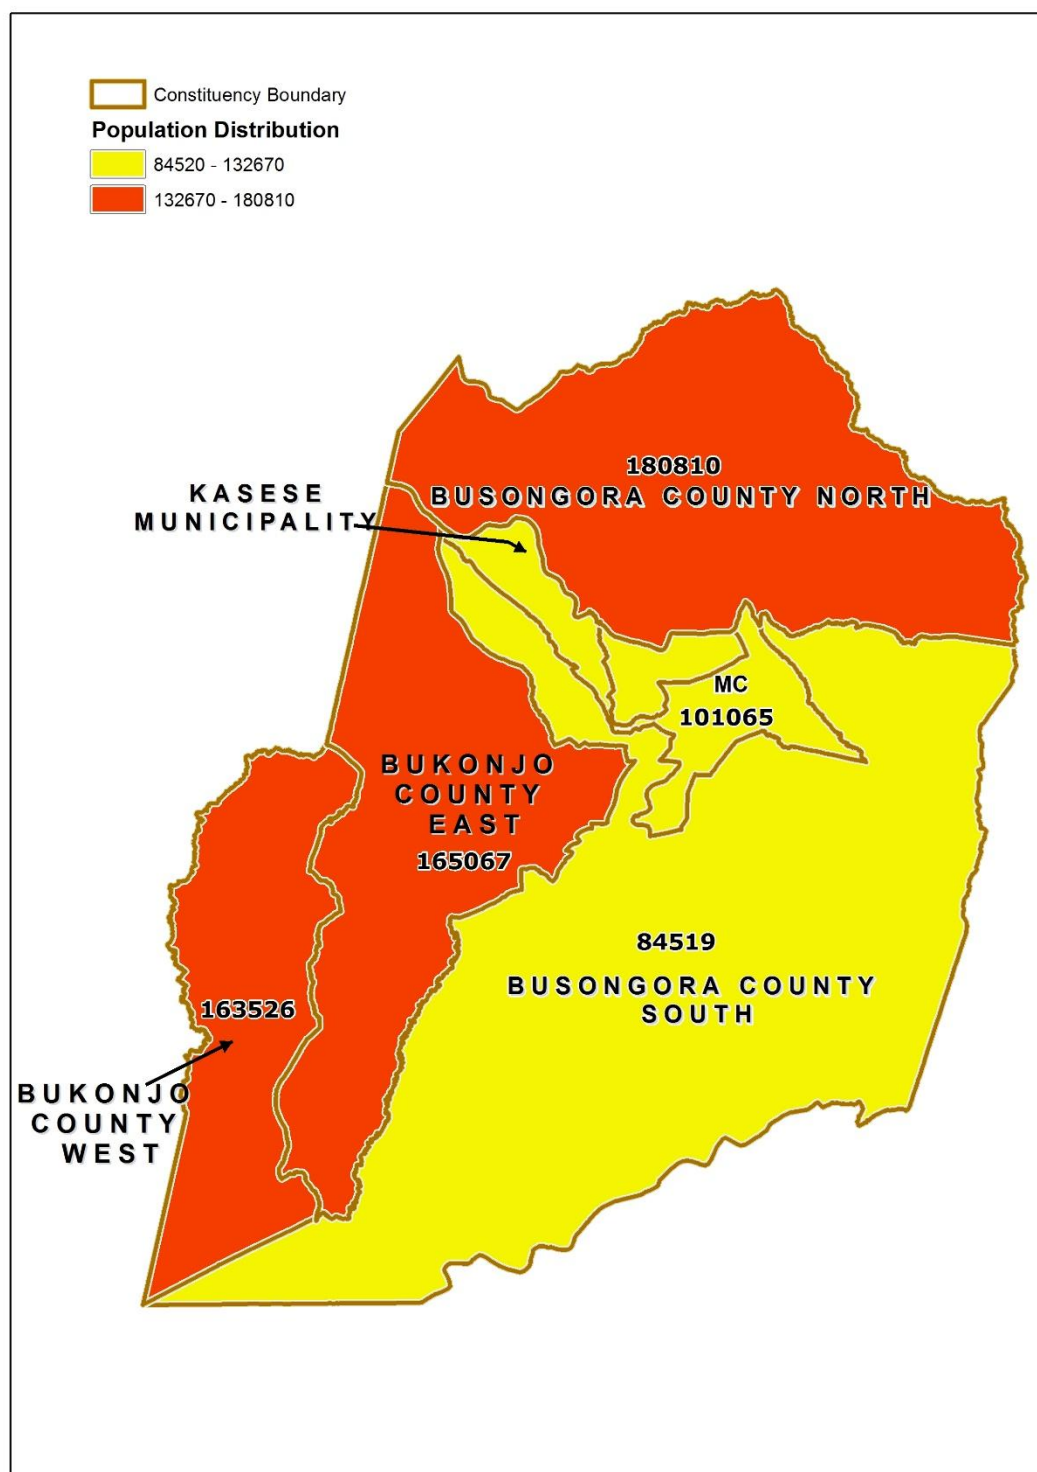 Constituency Boundary
Population Distribution
84520 - 132670
132670 - 180810
180810
BUSONGORA COUNTY NORTH
KASESE
MUNICIPALITY
MC
101065
BUKONJO
COUNTY
EAST
165067
84519
BUSONGORA COUNTY
SOUTH
163526
BUKONJO
COUNTY
WEST